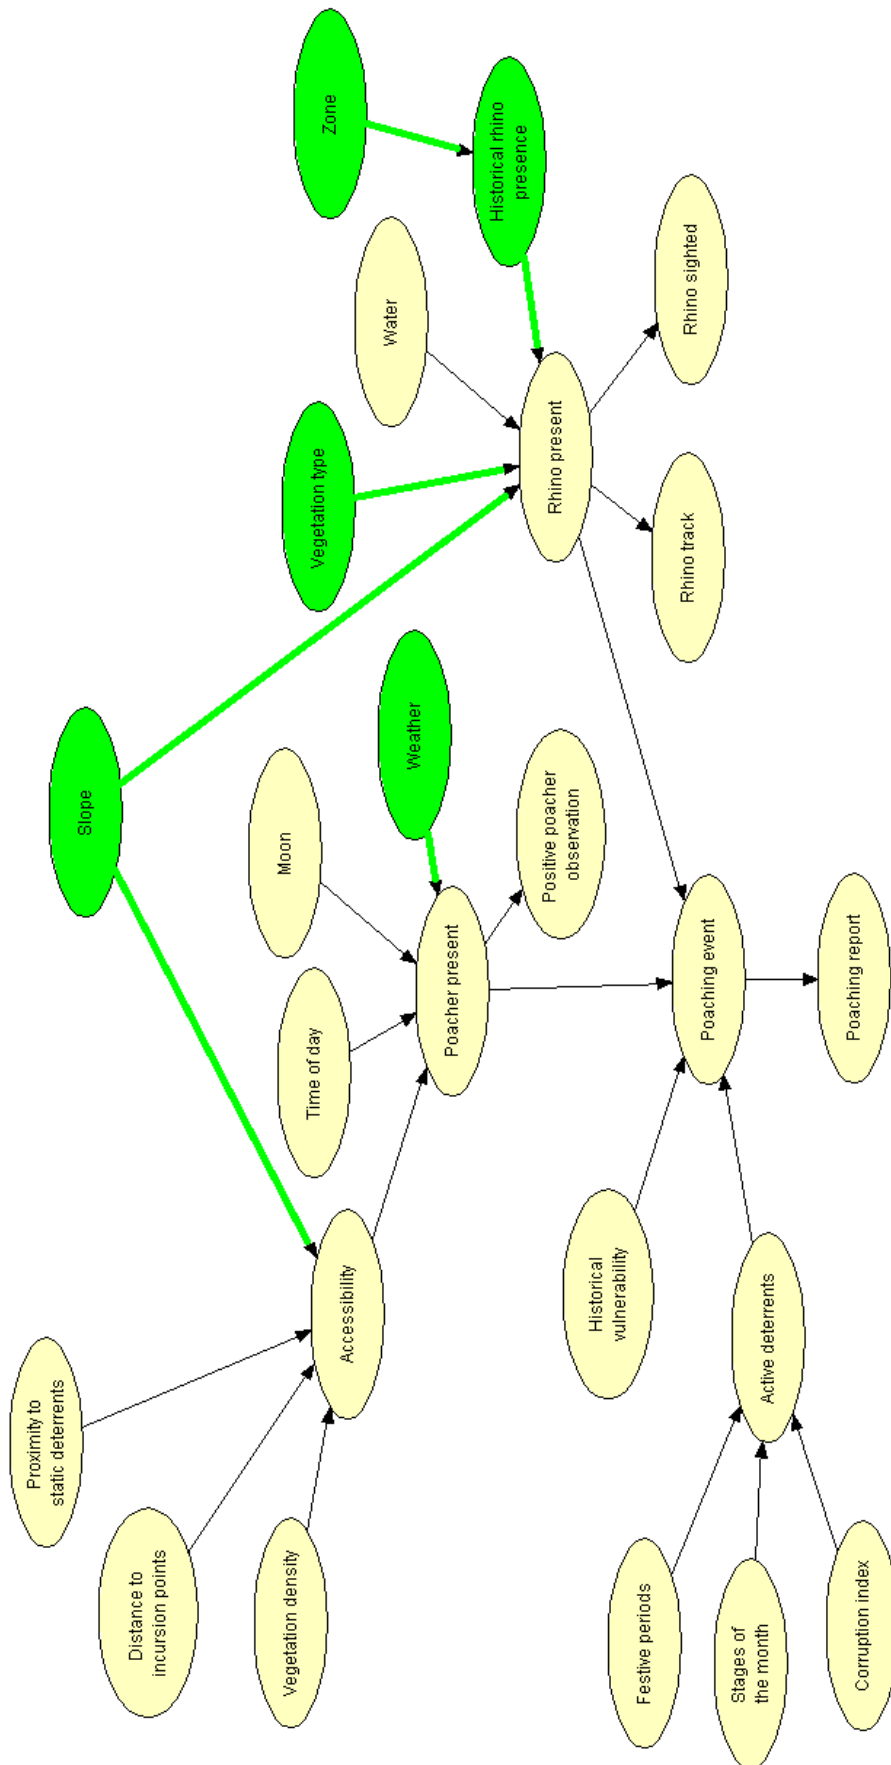 Proximity to
static deterrents
Slope
Distance to
incursion points
Vegetation density
Time of day
Moon
Vegetation type
Zone
Accessibility
Water
Weather
Poacher present
Historical rhino
presence
Rhino present
Positive poacher
observation
Historical
vulnerability
Festive periods
Rhino track
Rhino sighted
Poaching event
Stages of
the month
Active deterrents
Corruption index
Poaching report